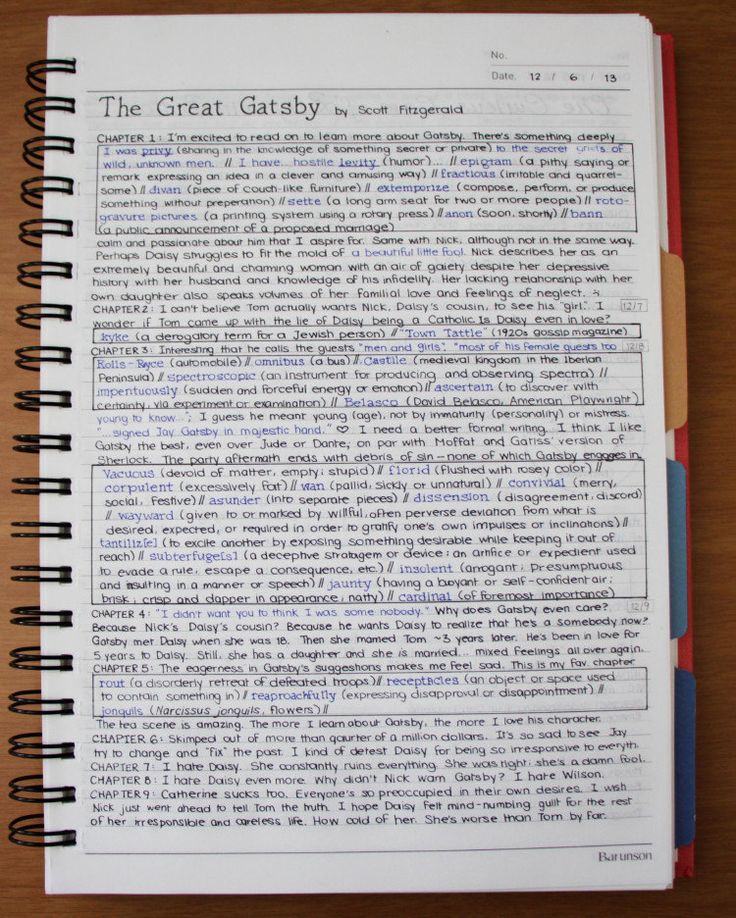 No.
Date. 12 / 6 / 13
The Great Gatsby by Scott Fitzgerald
CHAPTER 1: I'm excited to read on to learn more about Gatsby. There's something deeply
I was privy (sharing in the knowledge of something secret or private) to the secret griefs of
wild, unknown men. // I have... hostile levity (humor)... // epigram (a pithy saying or
remark expressing an idea in a clever and amusing way) // fractious (irritable and quarrel-
some) // divan (piece of couch-like furniture) // extemporize (compose, perform, or produce
something without preperation) // sette (a long arm seat for two or more people) // roto-
gravure pictures (a printing system using a rotary press) // anon (soon, shortly) // bann
(a public announcement of a proposed marriage)
calm and passionate about him that I aspire for. Same with Nick, although not in the same way.
Perhaps Daisy struggles to fit the mold of a beautiful little fool. Nick describes her as an
extremely beautiful and charming woman with an air of gaiety despite her depressive
history with her husband and knowledge of his infidelity. Her lacking relationship with her
own daughter also speaks volumes of her familial love and feelings of neglect.
CHAPTER 2: I can't believe Tom actually wants Nick, Daisy's cousin, to see his "girl". I 12/7
wonder if Tom came up with the lie of Daisy being a Catholic. Is Daisy even in love?
kyke (a derogatory term for a Jewish person) // "Town Tattle" (1920s gossip magazine)
CHAPTER 3: Interesting that he calls the guests "men and girls". "most of his female guests too 12/8
Rolls-Royce (automobile) // omnibus (a bus) // Castile (medieval kingdom in the Iberian
Peninsula) // spectroscopic (an instrument for producing and observing spectra) //
impentuously (sudden and forceful energy or emotion) // ascertain (to discover with
certainty, via experiment or examination) // Belasco (David Belasco, American Playwright)
young to know..."; I guess he meant young (age), not by immaturity (personality) or mistress.
"...signed Jay Gatsby in majestic hand." ♡ I need a better formal writing. I think I like
Gatsby the best, even over Jude or Dante; on par with Moffat and Gatiss' version of
Sherlock. The party aftermath ends with debris of sin — none of which Gatsby engages in.
Vacuous (devoid of matter, empty; stupid) // florid (flushed with rosey color) //
corpulent (excessively fat) // wan (pallid, sickly or unnatural) // convivial (merry,
social, festive) // asunder (into separate pieces) // dissension (disagreement, discord)
// wayward (given to or marked by willful, often perverse deviation from what is
desired, expected, or required in order to gratify one's own impulses or inclinations) //
tantiliz[e] (to excite another by exposing something desirable while keeping it out of
reach) // subterfuge[s] (a deceptive stratagem or device: an artifice or expedient used
to evade a rule, escape a consequence, etc.) // insolent (arrogant; presumptuous
and insulting in a manner or speech) // jaunty (having a buoyant or self-confident air;
brisk; crisp and dapper in appearance; natty) // cardinal (of foremost importance)
CHAPTER 4: "I didn't want you to think I was some nobody." Why does Gatsby even care? 12/9
Because Nick's Daisy's cousin? Because he wants Daisy to realize that he's a somebody now?
Gatsby met Daisy when she was 18. Then she married Tom ~3 years later. He's been in love for
5 years to Daisy. Still, she has a daughter and she is married... mixed feelings all over again.
CHAPTER 5: The eagerness in Gatsby's suggestions makes me feel sad. This is my fav. chapter
rout (a disorderly retreat of defeated troops) // receptacles (an object or space used
to contain something in) // reaproachfully (expressing disapproval or disappointment) //
jonquils (Narcissus jonquils, flowers) //
The tea scene is amazing. The more I learn about Gatsby, the more I love his character.
CHAPTER 6: Skimped out of more than qaurter of a million dollars. It's so sad to see Jay
try to change and "fix" the past. I kind of detest Daisy for being so irresponsive to everyth.
CHAPTER 7: I hate Daisy. She constantly ruins everything. She was right; she's a damn fool.
CHAPTER 8: I hate Daisy even more. Why didn't Nick warn Gatsby? I hate Wilson.
CHAPTER 9: Catherine sucks too. Everyone's so preoccupied in their own desires. I wish
Nick just went ahead to tell Tom the truth. I hope Daisy felt mind-numbing guilt for the rest
of her irresponsible and careless life. How cold of her. She's worse than Tom by far.
Barunson